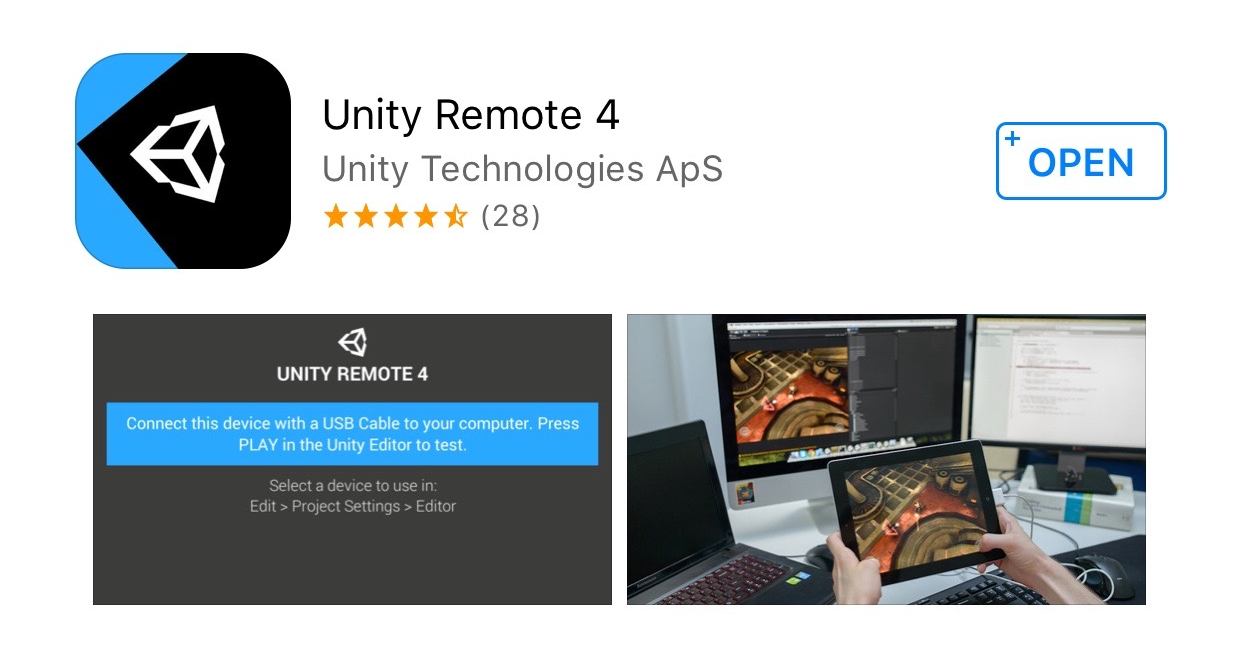 Unity Remote 4
Unity Technologies ApS
(28)
+ OPEN
UNITY REMOTE 4
Connect this device with a USB Cable to your computer. Press
PLAY in the Unity Editor to test.
Select a device to use in:
Edit > Project Settings > Editor